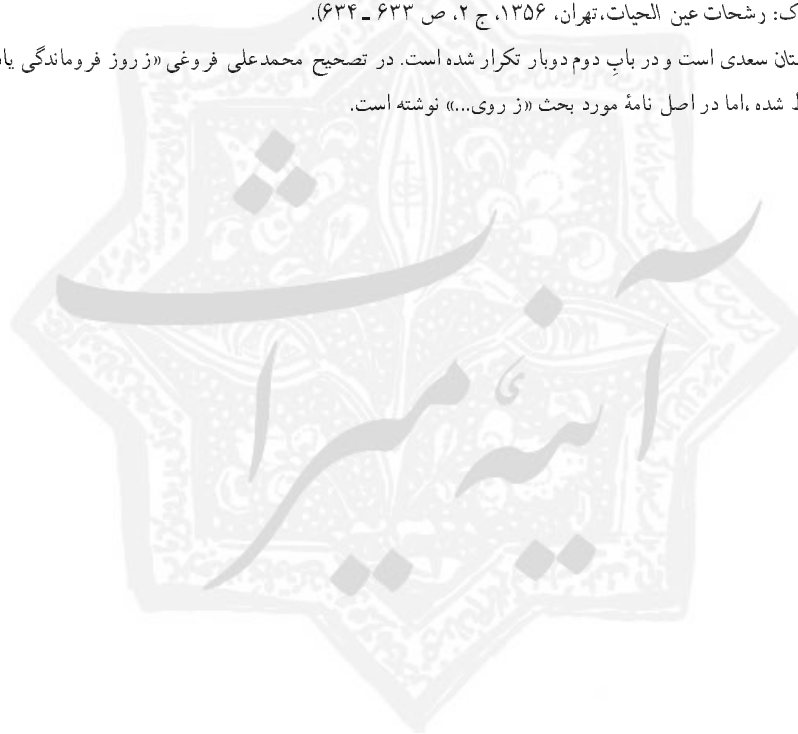 ک: رشحات عین الحیات، تهران، ۱۳۵۶، ج ۲، ص ۶۳۳ ـ ۶۳۴).
ستان سعدی است و در بابِ دوم دوبار تکرار شده است. در تصحیح محمدعلی فروغی «ز روز فروماندگی یا
ط شده ،اما در اصل نامهٔ مورد بحث «ز روی...» نوشته است.
آینهٔ میراث